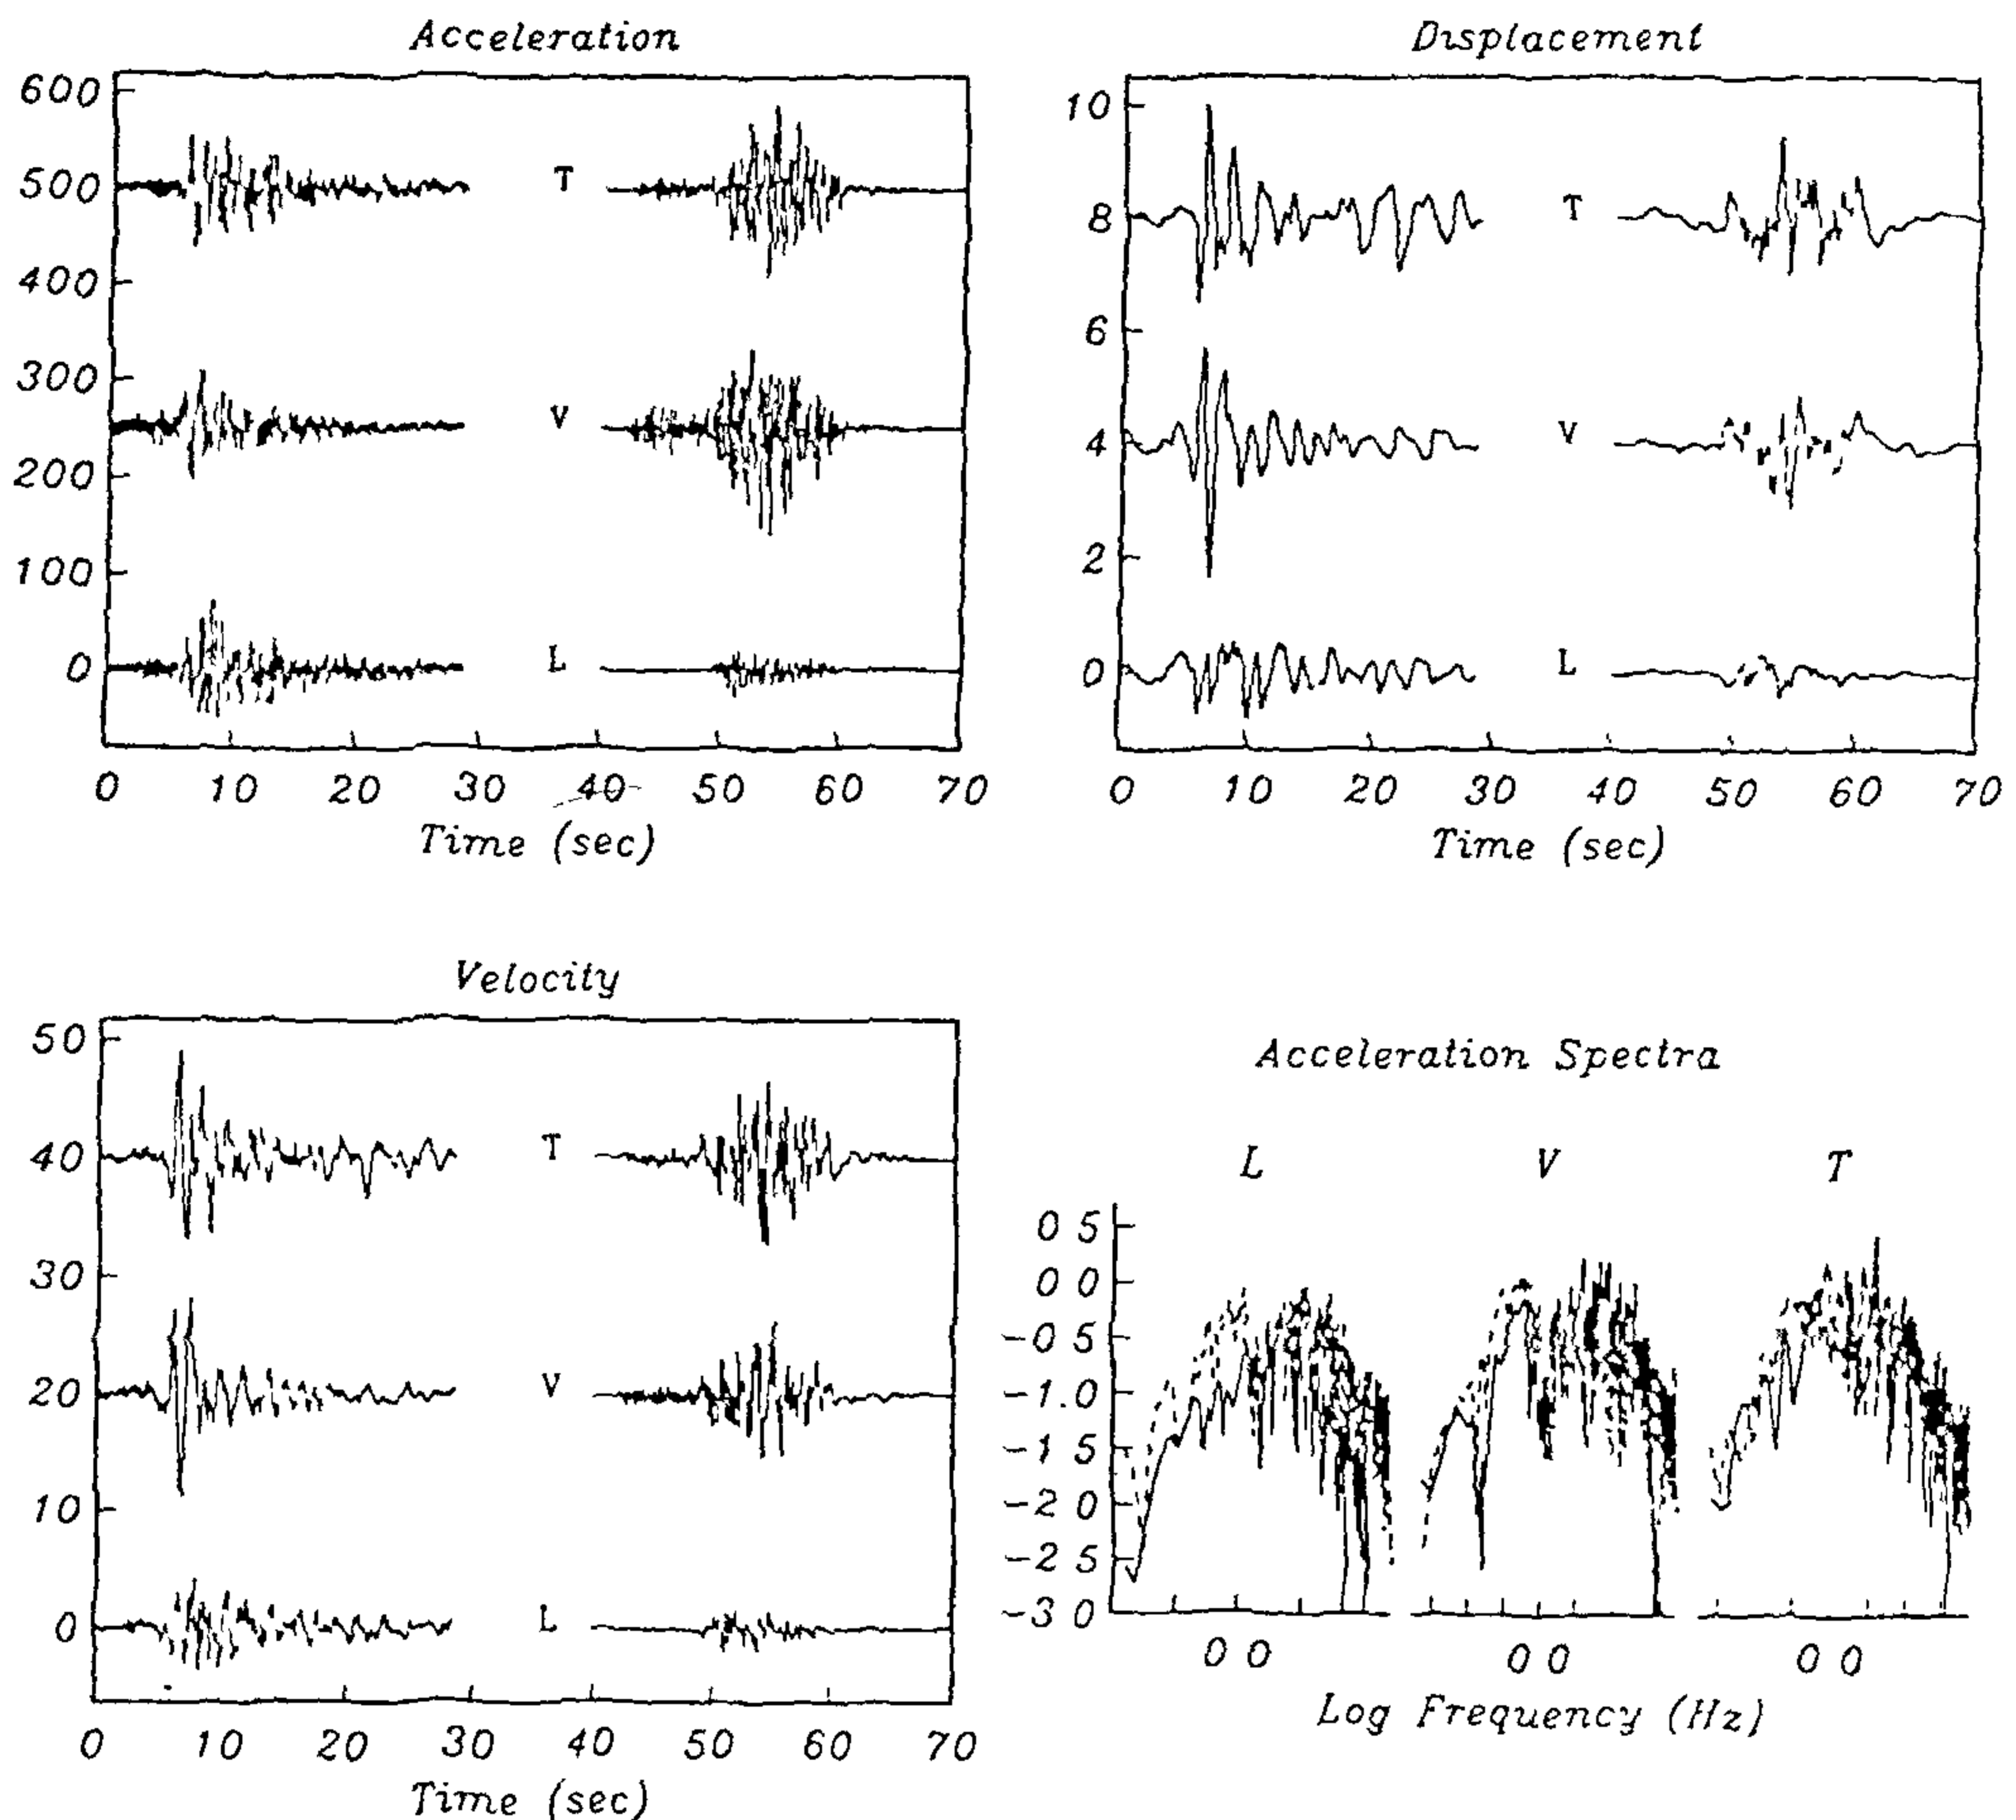 Acceleration
600
500
400
300
200
100
0
T
V
L
0 10 20 30 40 50 60 70
Time (sec)
Displacement
10
8
6
4
2
0
T
V
L
0 10 20 30 40 50 60 70
Time (sec)
Velocity
50
40
30
20
10
0
T
V
L
0 10 20 30 40 50 60 70
Time (sec)
Acceleration Spectra
L V T
0 5
0 0
-0 5
-1.0
-1 5
-2 0
-2 5
-3 0
0 0 0 0 0 0
Log Frequency (Hz)